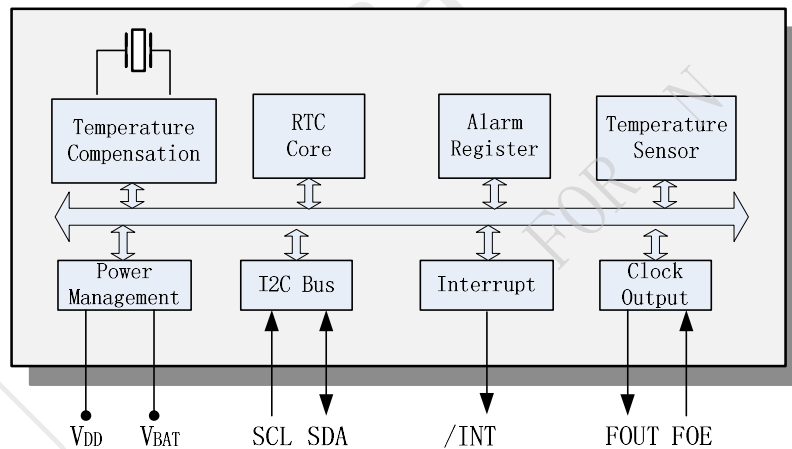 Temperature
Compensation
RTC
Core
Alarm
Register
Temperature
Sensor
Power
Management
I2C Bus
Interrupt
Clock
Output
VDD VBAT SCL SDA /INT FOUT FOE
FOR